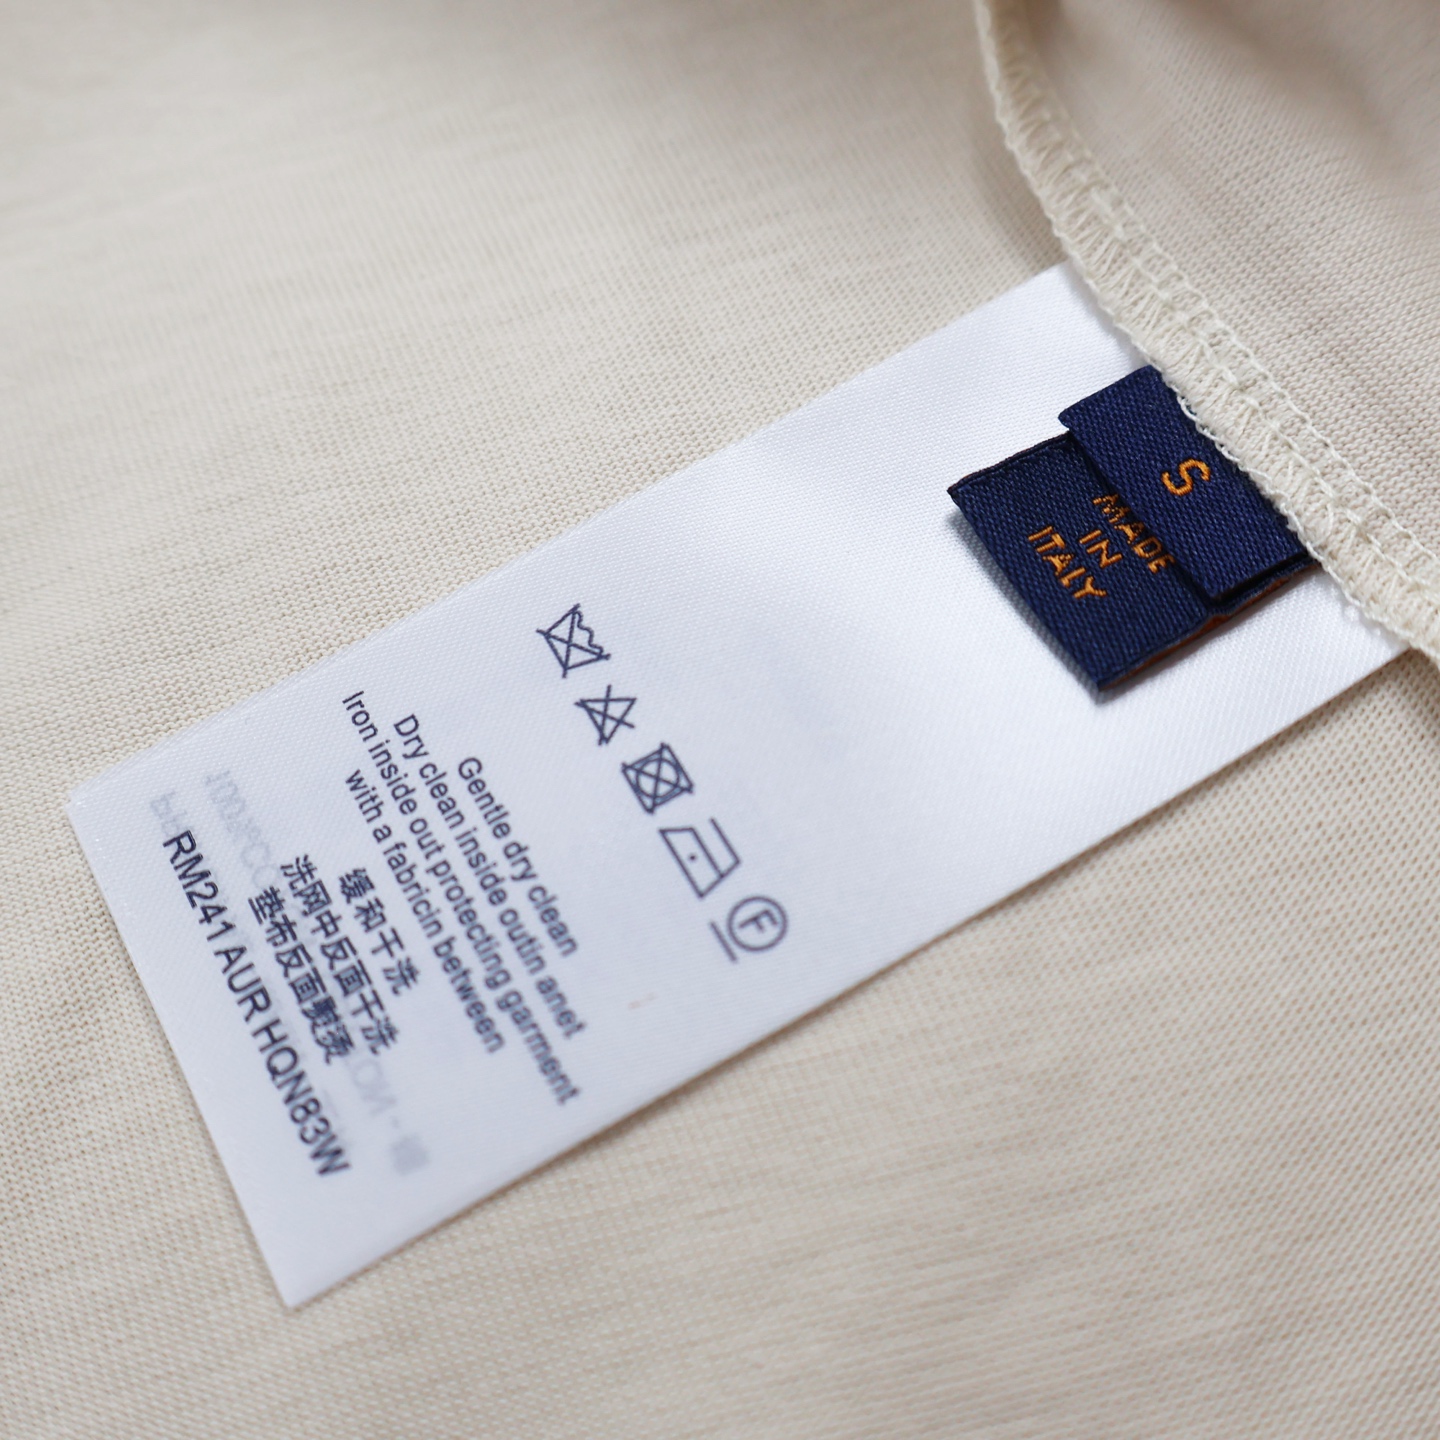 S
MADE
IN
ITALY
F
Gentle dry clean
Dry clean inside outin anet
Iron inside out protecting garment
with a fabricin between
缓和干洗
洗网中反面干洗
垫布反面熨烫
RM241 AUR HQN83W